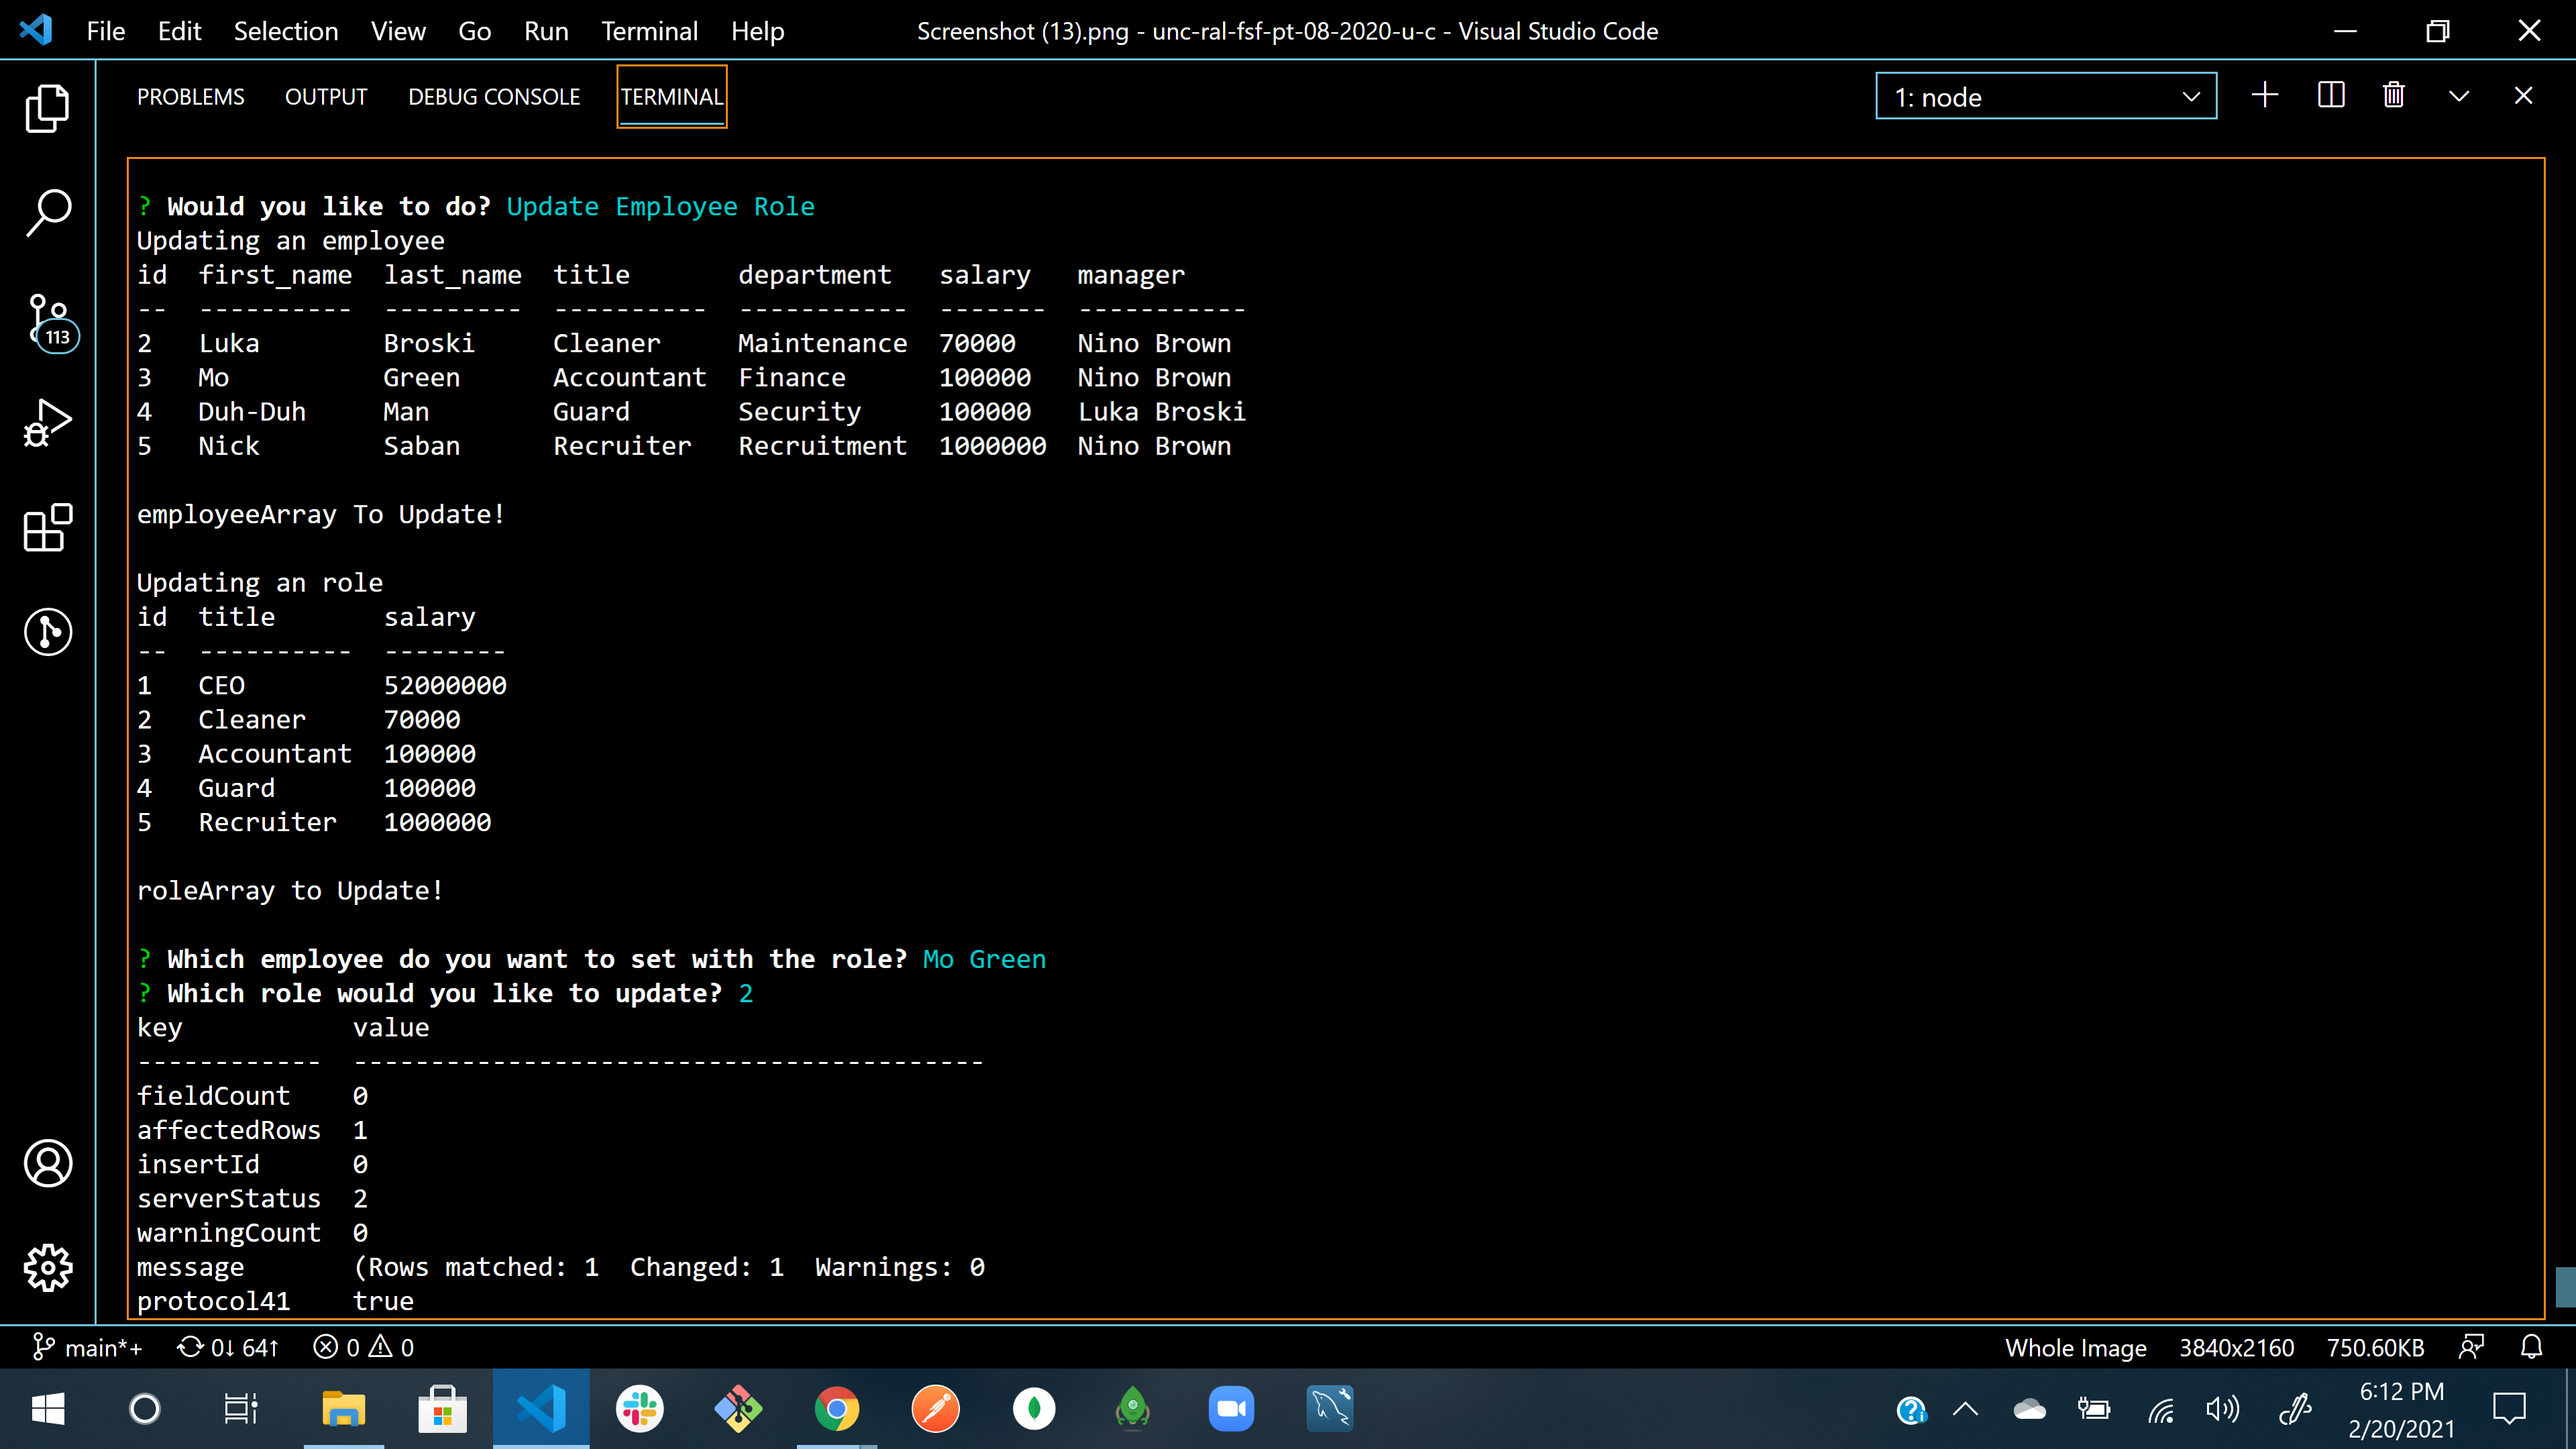 File Edit Selection View Go Run Terminal Help Screenshot (13).png - unc-ral-fsf-pt-08-2020-u-c - Visual Studio Code
PROBLEMS OUTPUT DEBUG CONSOLE TERMINAL 1: node
113
? Would you like to do? Update Employee Role
Updating an employee
id  first_name  last_name  title       department   salary   manager
--  ----------  ---------  ----------  -----------  -------  -----------
2   Luka        Broski     Cleaner     Maintenance  70000    Nino Brown
3   Mo          Green      Accountant  Finance      100000   Nino Brown
4   Duh-Duh     Man        Guard       Security     100000   Luka Broski
5   Nick        Saban      Recruiter   Recruitment  1000000  Nino Brown
employeeArray To Update!
Updating an role
id  title       salary
--  ----------  --------
1   CEO         52000000
2   Cleaner     70000
3   Accountant  100000
4   Guard       100000
5   Recruiter   1000000
roleArray to Update!
? Which employee do you want to set with the role? Mo Green
? Which role would you like to update? 2
key           value
------------  -----------------------------------------
fieldCount    0
affectedRows  1
insertId      0
serverStatus  2
warningCount  0
message       (Rows matched: 1  Changed: 1  Warnings: 0
protocol41    true
main*+ 0↓ 64↑ 0 0 Whole Image 3840x2160 750.60KB
6:12 PM
2/20/2021